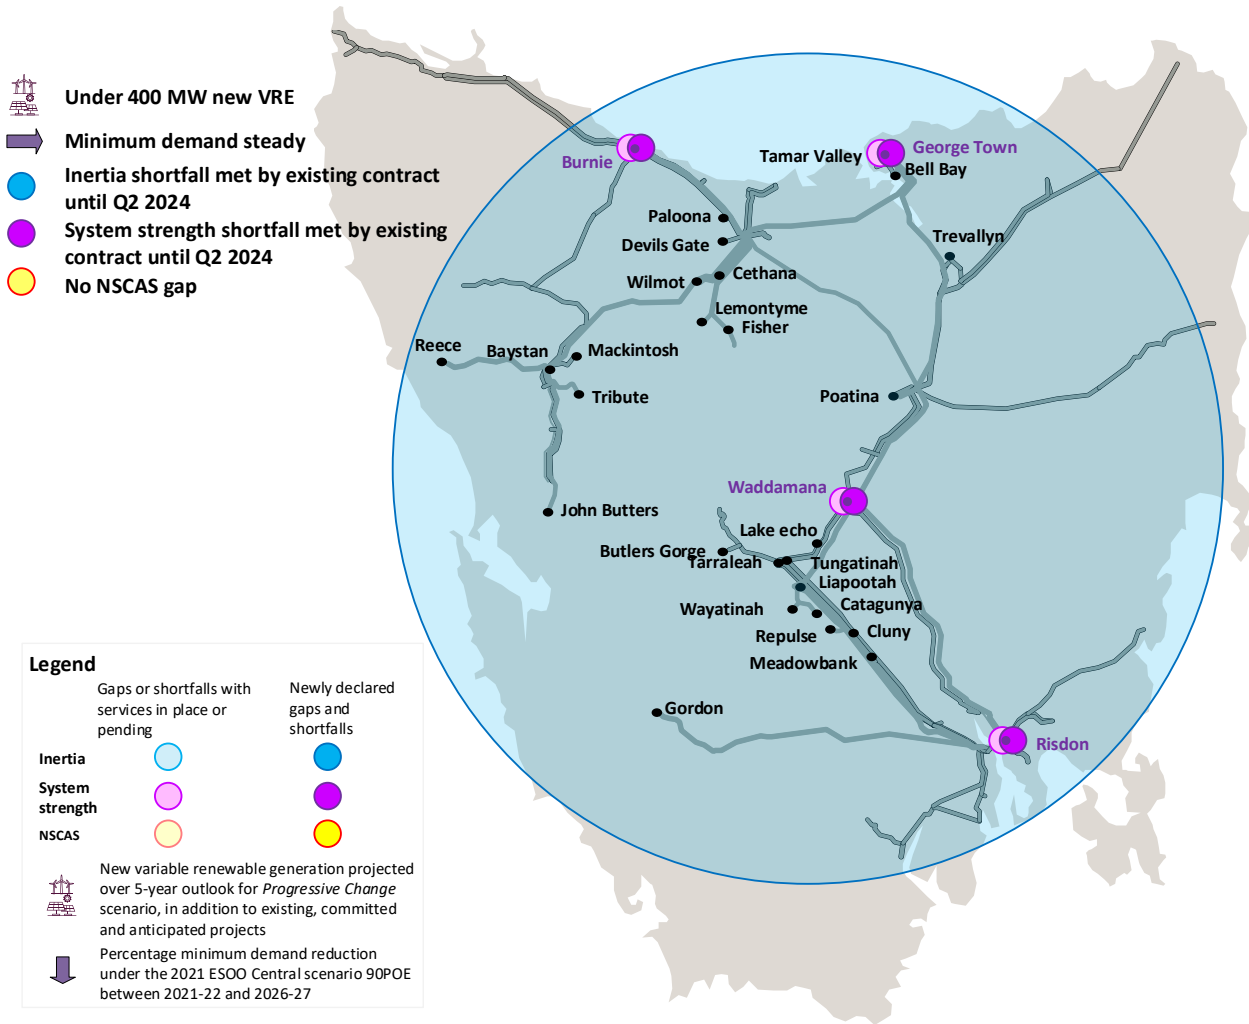 Under 400 MW new VRE
Minimum demand steady
Inertia shortfall met by existing contract
until Q2 2024
System strength shortfall met by existing
contract until Q2 2024
No NSCAS gap
Burnie
Tamar Valley
George Town
Bell Bay
Paloona
Devils Gate
Trevallyn
Wilmot
Cethana
Lemontyme
Fisher
Reece
Baystan
Mackintosh
Tribute
Poatina
Waddamana
John Butters
Lake echo
Butlers Gorge
Tarraleah
Tungatinah
Liapootah
Wayatinah
Catagunya
Repulse
Cluny
Meadowbank
Gordon
Risdon
Legend
Gaps or shortfalls with
services in place or
pending
Newly declared
gaps and
shortfalls
Inertia
System
strength
NSCAS
New variable renewable generation projected
over 5-year outlook for Progressive Change
scenario, in addition to existing, committed
and anticipated projects
Percentage minimum demand reduction
under the 2021 ESOO Central scenario 90POE
between 2021-22 and 2026-27